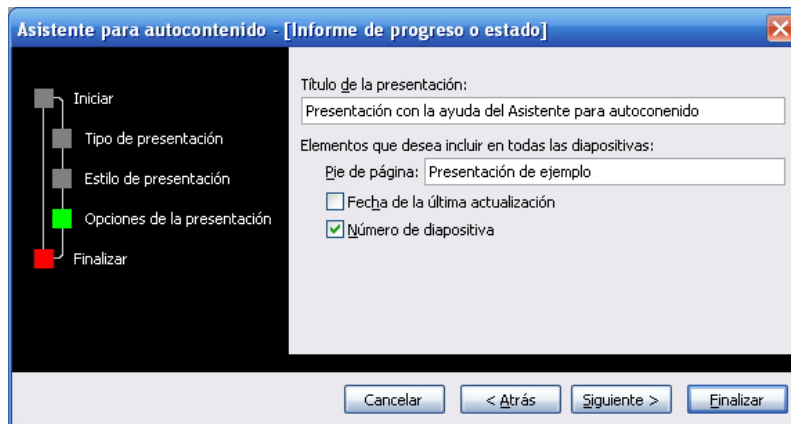 Asistente para autocontenido - [Informe de progreso o estado]
Iniciar
Tipo de presentación
Estilo de presentación
Opciones de la presentación
Finalizar
Título de la presentación:
Presentación con la ayuda del Asistente para autoconenido
Elementos que desea incluir en todas las diapositivas:
Pie de página: Presentación de ejemplo
Fecha de la última actualización
Número de diapositiva
Cancelar < Atrás Siguiente > Finalizar